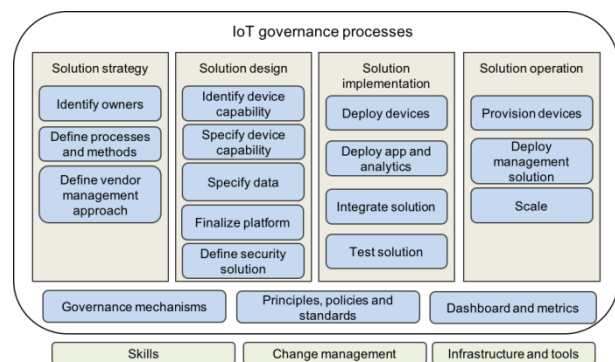 IoT governance processes
Solution strategy
Identify owners
Define processes
and methods
Define vendor
management
approach
Solution design
Identify device
capability
Specify device
capability
Specify data
Finalize platform
Define security
solution
Solution
implementation
Deploy devices
Deploy app and
analytics
Integrate solution
Test solution
Solution operation
Provision devices
Deploy
management
solution
Scale
Governance mechanisms
Principles, policies and
standards
Dashboard and metrics
Skills
Change management
Infrastructure and tools